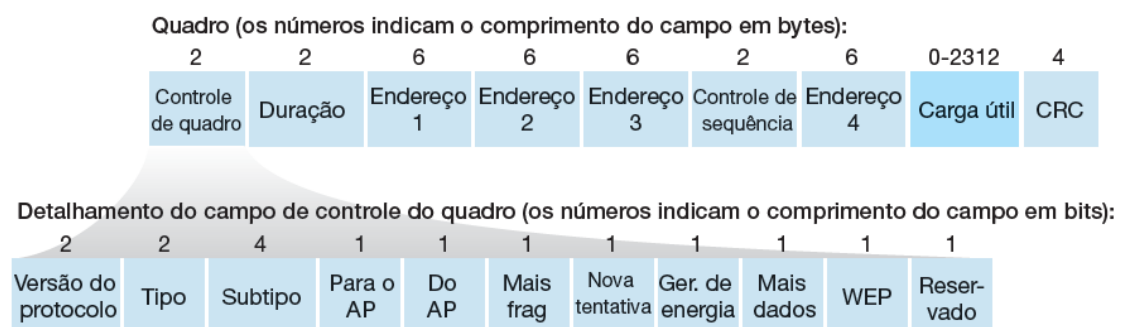 Quadro (os números indicam o comprimento do campo em bytes):
2 2 6 6 6 2 6 0-2312 4
Controle de quadro
Duração
Endereço 1
Endereço 2
Endereço 3
Controle de sequência
Endereço 4
Carga útil
CRC
Detalhamento do campo de controle do quadro (os números indicam o comprimento do campo em bits):
2 2 4 1 1 1 1 1 1 1 1
Versão do protocolo
Tipo
Subtipo
Para o AP
Do AP
Mais frag
Nova tentativa
Ger. de energia
Mais dados
WEP
Reser-
vado